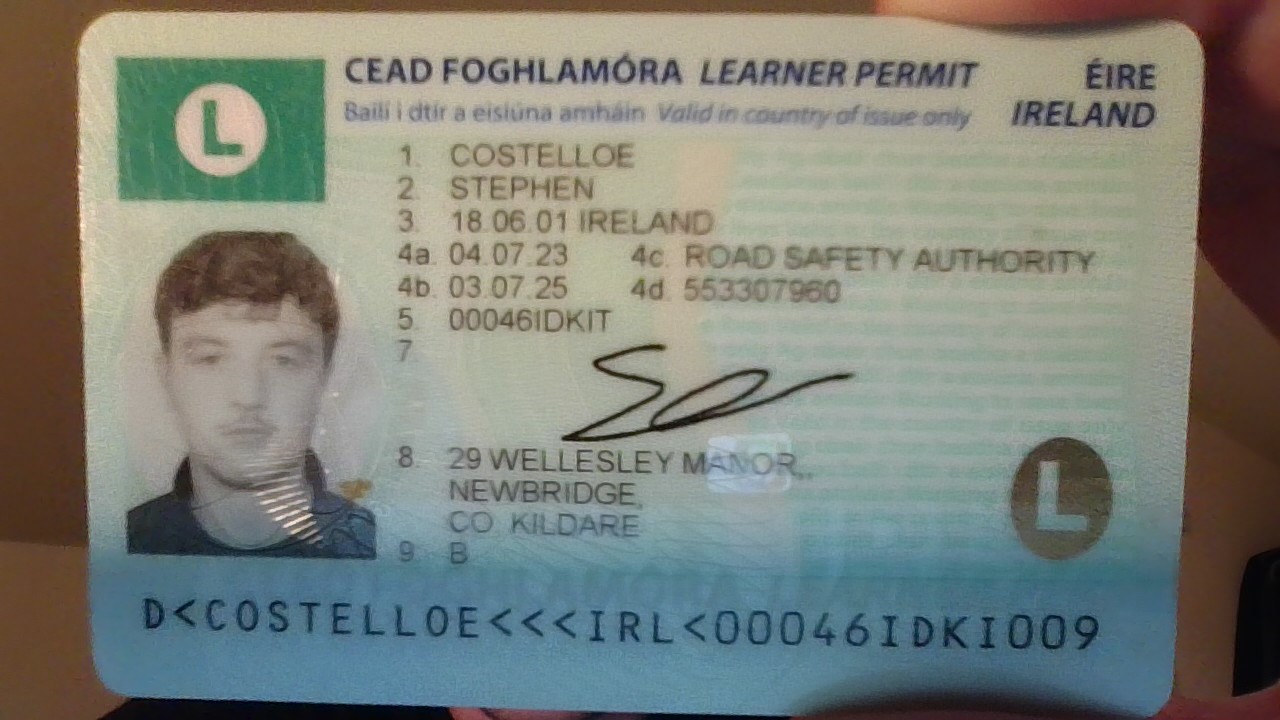 CEAD FOGHLAMÓRA LEARNER PERMIT ÉIRE
Bailí i dtír a eisiúna amháin Valid in country of issue only IRELAND
L
1. COSTELLOE
2. STEPHEN
3. 18.06.01 IRELAND
4a. 04.07.23 4c. ROAD SAFETY AUTHORITY
4b. 03.07.25 4d. 553307960
5 00046IDKIT
7
8 29 WELLESLEY MANOR,.
NEWBRIDGE,
CO KILDARE
L
9 B
D<COSTELLOE<<<IRL<00046IDKI009